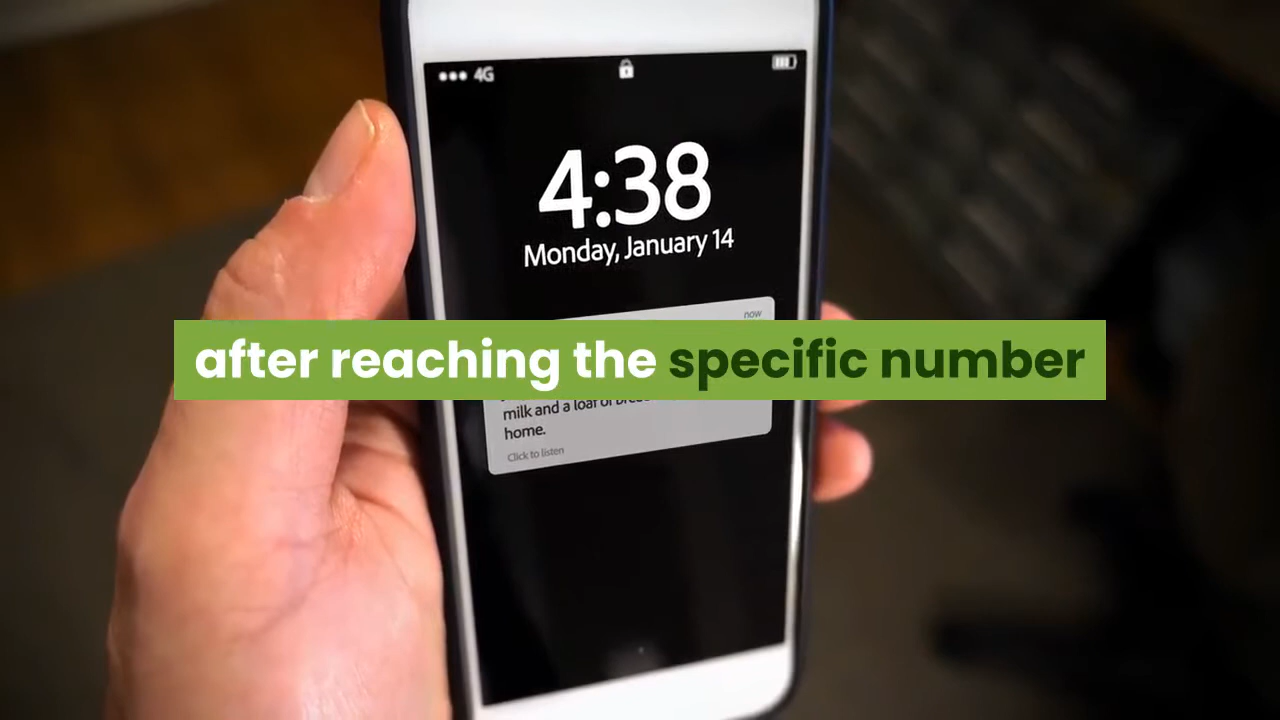 4G
4:38
Monday, January 14
now
after reaching the specific number
milk and a loaf of
home.
Click to listen